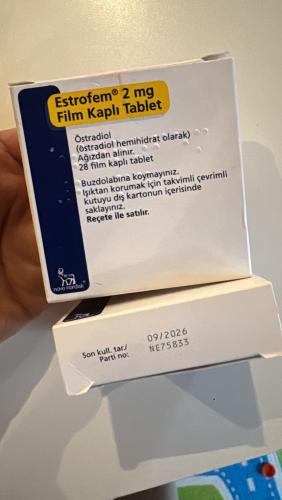 Estrofem® 2 mg
Film Kaplı Tablet
Östradiol
(östradiol hemihidrat olarak)
Ağızdan alınır.
28 film kaplı tablet
Buzdolabına koymayınız.
Işıktan korumak için takvimli çevrimli
kutuyu dış kartonun içerisinde
saklayınız.
Reçete ile satılır.
novo nordisk
Son kull. tar./
Parti no:
09/2026
NE75833